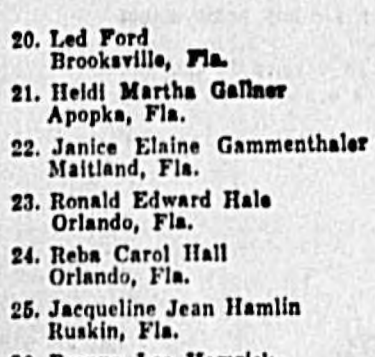 20. Led Ford
Brooksville, Fla.
21. Heidi Martha Gallner
Apopka, Fla.
22. Janice Elaine Gammenthaler
Maitland, Fla.
23. Ronald Edward Hale
Orlando, Fla.
24. Reba Carol Hall
Orlando, Fla.
25. Jacqueline Jean Hamlin
Ruskin, Fla.